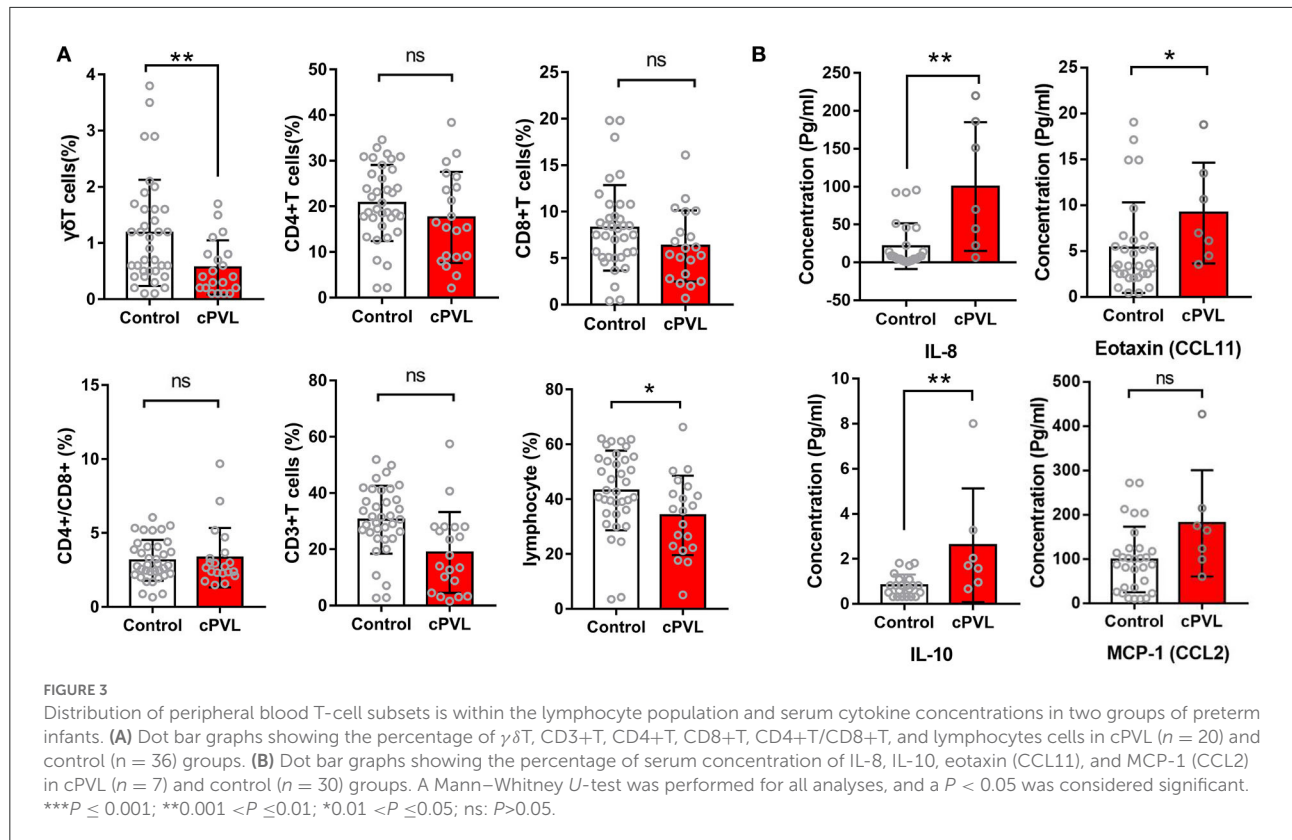 A
**
γδT cells(%)
4
3
2
1
0
Control cPVL
ns
CD4+T cells(%)
50
40
30
20
10
0
Control cPVL
ns
CD8+T cells(%)
25
20
15
10
5
0
Control cPVL
B
**
Concentration (Pg/ml)
250
200
150
100
50
0
-50
Control cPVL
IL-8
*
Concentration (Pg/ml)
25
20
15
10
5
0
Control cPVL
Eotaxin (CCL11)
ns
CD4+/CD8+ (%)
15
10
5
0
Control cPVL
ns
CD3+T cells (%)
80
60
40
20
0
Control cPVL
*
lymphocyte (%)
80
60
40
20
0
Control cPVL
**
Concentration (Pg/ml)
8
6
4
2
0
Control cPVL
IL-10
ns
Concentration (Pg/ml)
500
400
300
200
100
0
Control cPVL
MCP-1 (CCL2)
FIGURE 3
Distribution of peripheral blood T-cell subsets is within the lymphocyte population and serum cytokine concentrations in two groups of preterm
infants. (A) Dot bar graphs showing the percentage of γδT, CD3+T, CD4+T, CD8+T, CD4+T/CD8+T, and lymphocytes cells in cPVL (n = 20) and
control (n = 36) groups. (B) Dot bar graphs showing the percentage of serum concentration of IL-8, IL-10, eotaxin (CCL11), and MCP-1 (CCL2)
in cPVL (n = 7) and control (n = 30) groups. A Mann–Whitney U-test was performed for all analyses, and a P < 0.05 was considered significant.
***P ≤ 0.001; **0.001 <P ≤0.01; *0.01 <P ≤0.05; ns: P>0.05.